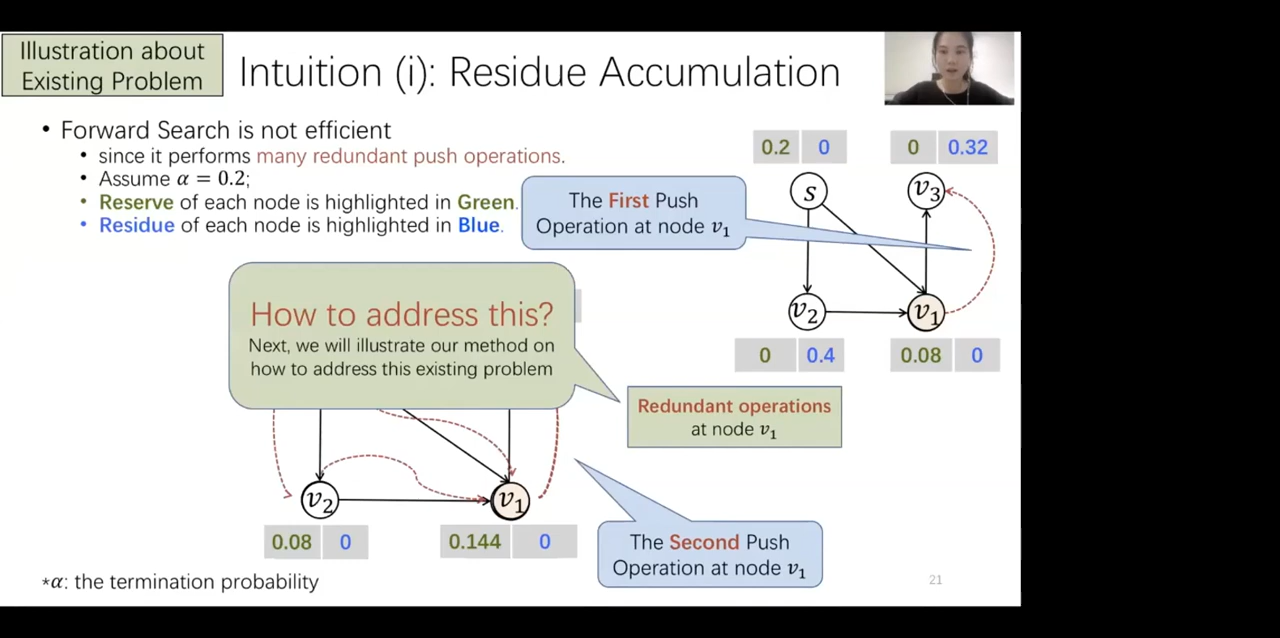 Illustration about
Existing Problem
Intuition (i): Residue Accumulation
• Forward Search is not efficient
• since it performs many redundant push operations.
• Assume α = 0.2;
• Reserve of each node is highlighted in Green.
• Residue of each node is highlighted in Blue.
The First Push
Operation at node v₁
0.2 0
0 0.32
s
v₃
v₂
v₁
0 0.4
0.08 0
How to address this?
Next, we will illustrate our method on
how to address this existing problem
Redundant operations
at node v₁
v₂
v₁
0.08 0
0.144 0
The Second Push
Operation at node v₁
*α: the termination probability
21